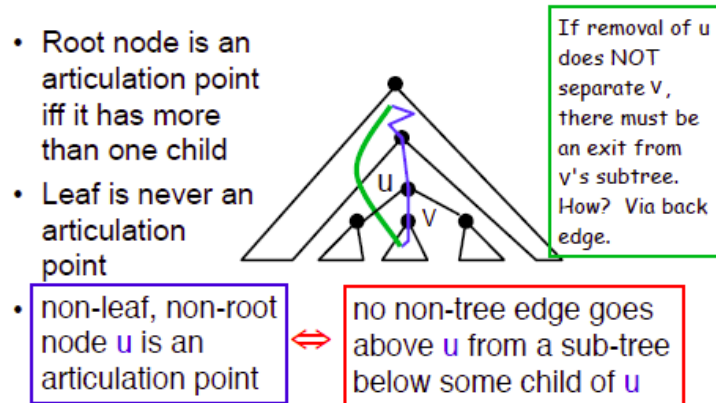 • Root node is an
articulation point
iff it has more
than one child
• Leaf is never an
articulation
point
• non-leaf, non-root
node u is an
articulation point
⇔
no non-tree edge goes
above u from a sub-tree
below some child of u
u
v
If removal of u
does NOT
separate v,
there must be
an exit from
v's subtree.
How? Via back
edge.